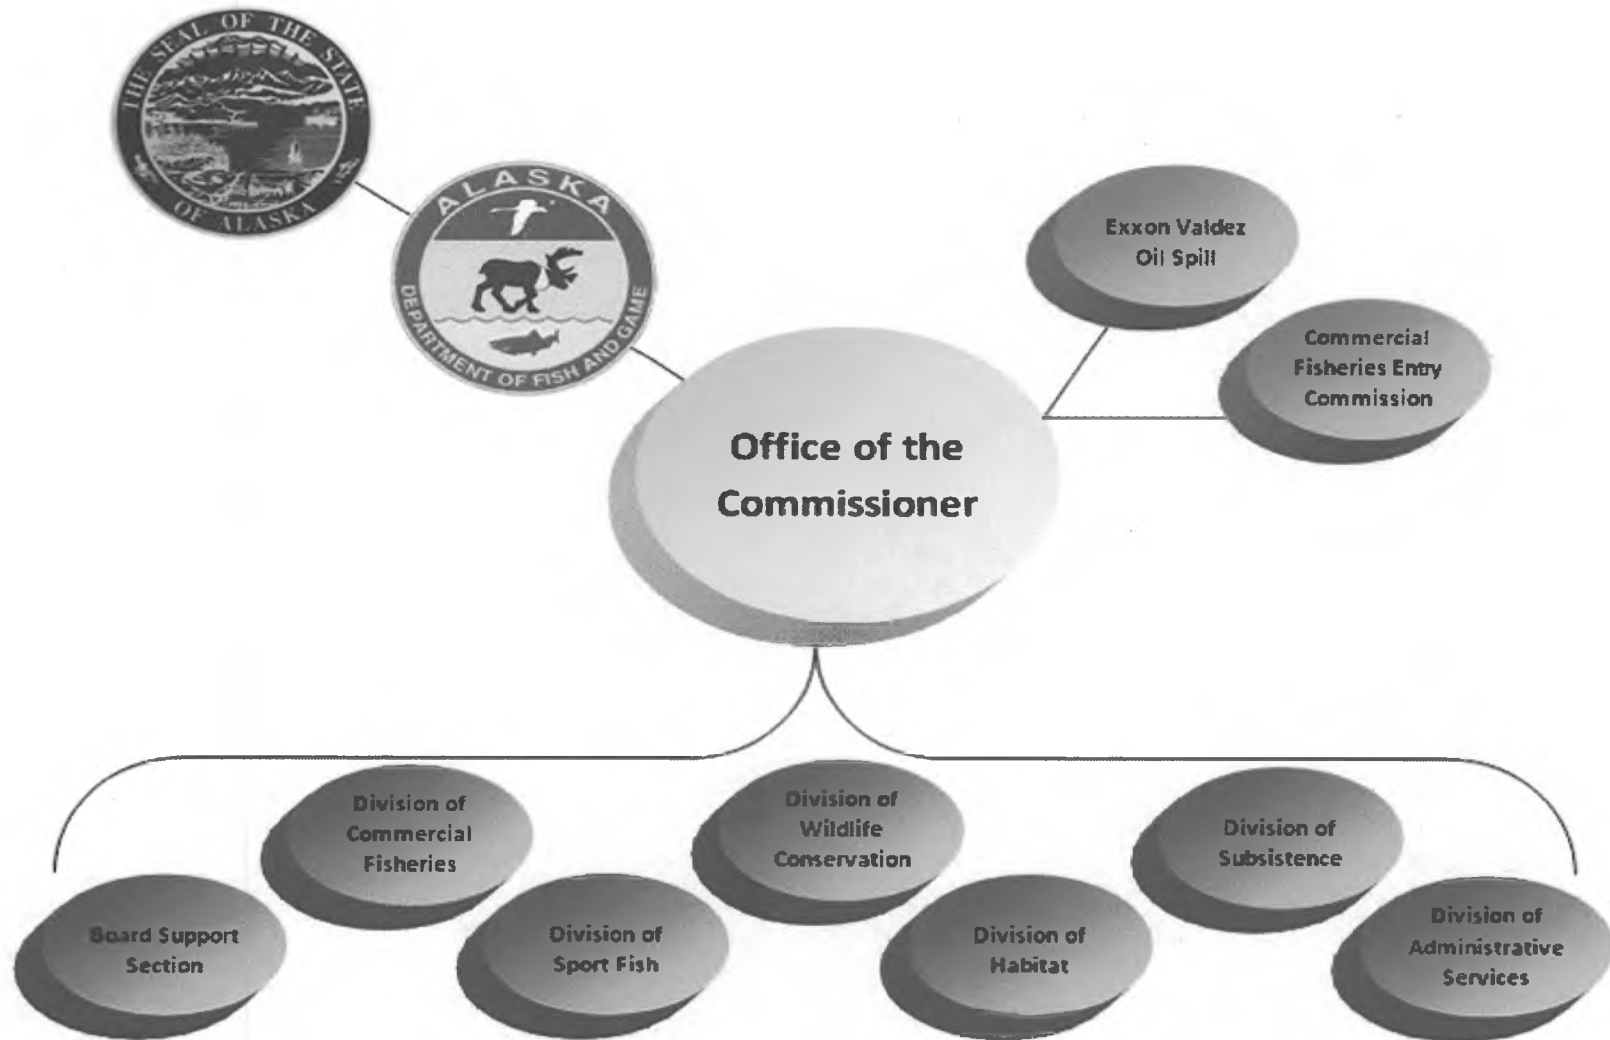 THE SEAL OF THE STATE
OF ALASKA
ALASKA
DEPARTMENT OF FISH AND GAME
Exxon Valdez
Oil Spill
Commercial
Fisheries Entry
Commission
Office of the
Commissioner
Division of
Commercial
Fisheries
Division of
Wildlife
Conservation
Division of
Subsistence
Board Support
Section
Division of
Sport Fish
Division of
Habitat
Division of
Administrative
Services